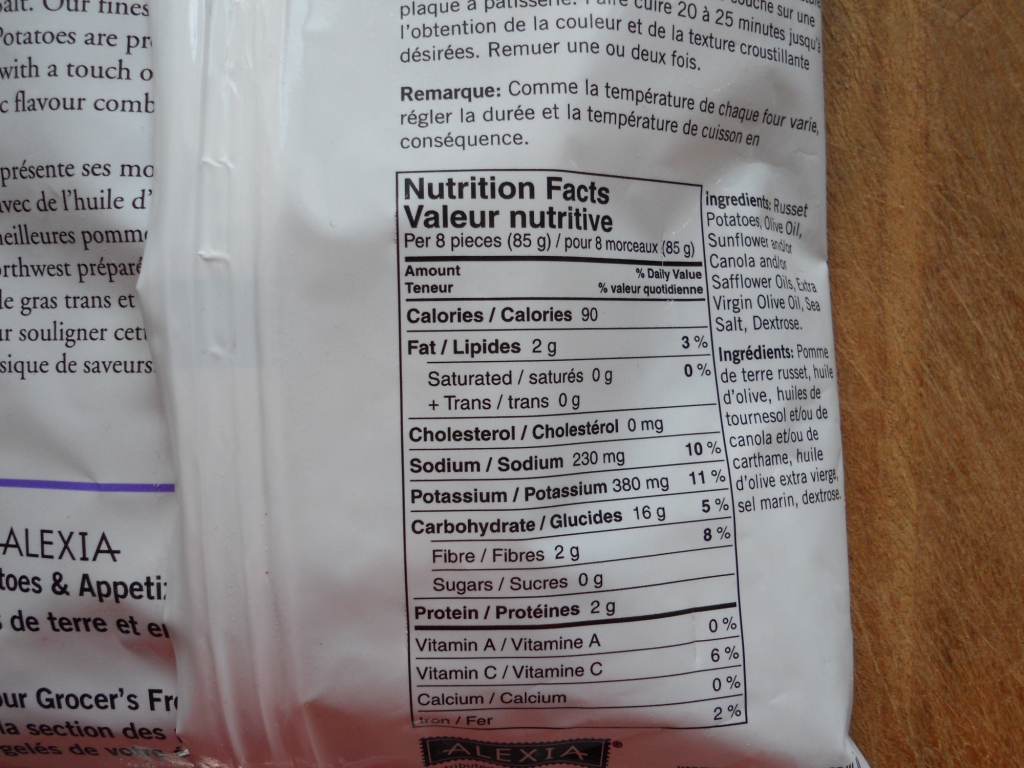 Our fines
Potatoes are pr
with a touch o
c flavour comb
présente ses mo
avec de l'huile d'
meilleures pomm
rthwest préparé
de gras trans et
ur souligner cett
sique de saveurs.
ALEXIA
toes & Appeti
de terre et e
our Grocer's Fr
la section des
gelés de votre
plaque à pâtisserie. Faire cuire 20 à 25 minutes jusqu'à
l'obtention de la couleur et de la texture croustillante
désirées. Remuer une ou deux fois.
Remarque: Comme la température de chaque four varie,
régler la durée et la température de cuisson en
conséquence.
Nutrition Facts
Valeur nutritive
Per 8 pieces (85 g) / pour 8 morceaux (85 g)
Amount % Daily Value
Teneur % valeur quotidienne
Calories / Calories 90
Fat / Lipides 2 g 3 %
Saturated / saturés 0 g 0 %
+ Trans / trans 0 g
Cholesterol / Cholestérol 0 mg
Sodium / Sodium 230 mg 10 %
Potassium / Potassium 380 mg 11 %
Carbohydrate / Glucides 16 g 5 %
Fibre / Fibres 2 g 8 %
Sugars / Sucres 0 g
Protein / Protéines 2 g
Vitamin A / Vitamine A 0 %
Vitamin C / Vitamine C 6 %
Calcium / Calcium 0 %
Iron / Fer 2 %
Ingredients: Russet
Potatoes, Olive Oil,
Sunflower and/or
Canola and/or
Safflower Oils, Extra
Virgin Olive Oil, Sea
Salt, Dextrose.
Ingrédients: Pomme
de terre russet, huile
d'olive, huiles de
tournesol et/ou de
canola et/ou de
carthame, huile
d'olive extra vierge,
sel marin, dextrose.
ALEXIA®